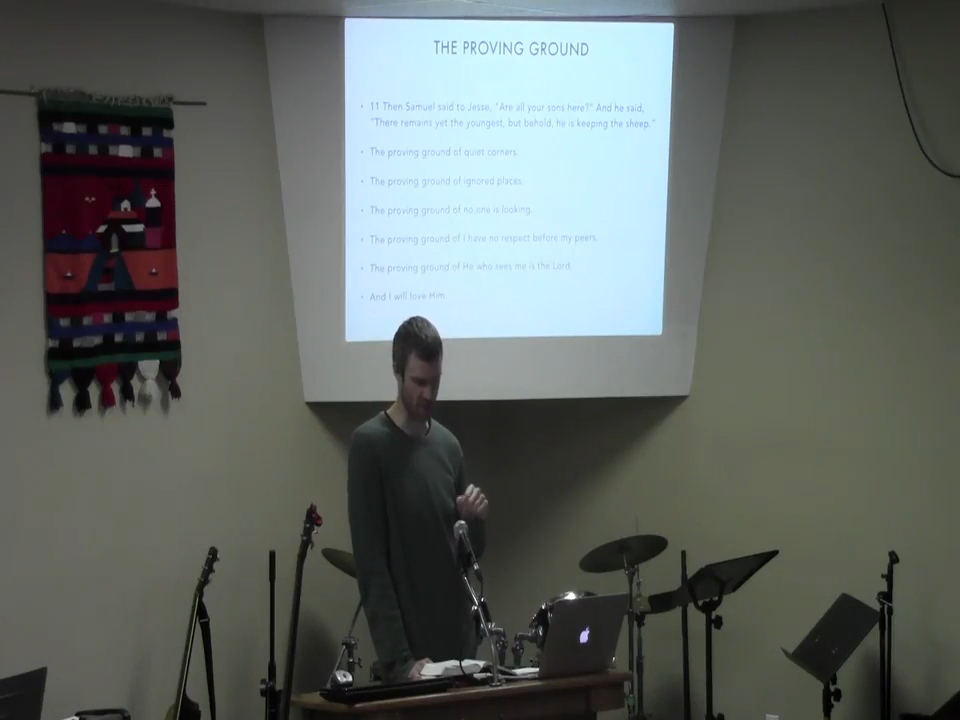 THE PROVING GROUND
• 11 Then Samuel said to Jesse, "Are all your sons here?" And he said,
"There remains yet the youngest, but behold, he is keeping the sheep."
• The proving ground of quiet corners.
• The proving ground of ignored places.
• The proving ground of no one is looking.
• The proving ground of I have no respect before my peers.
• The proving ground of He who sees me is the Lord.
• And I will love Him.